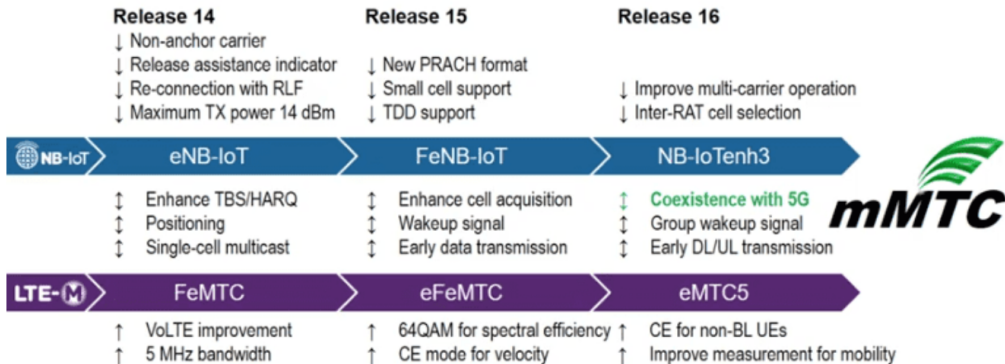 Release 14 Release 15 Release 16
↓ Non-anchor carrier
↓ Release assistance indicator ↓ New PRACH format
↓ Re-connection with RLF ↓ Small cell support ↓ Improve multi-carrier operation
↓ Maximum TX power 14 dBm ↓ TDD support ↓ Inter-RAT cell selection
NB-IoT eNB-IoT FeNB-IoT NB-IoTenh3
↕ Enhance TBS/HARQ ↕ Enhance cell acquisition ↕ Coexistence with 5G
↕ Positioning ↕ Wakeup signal ↕ Group wakeup signal
↕ Single-cell multicast ↕ Early data transmission ↕ Early DL/UL transmission
mMTC
LTE-M FeMTC eFeMTC eMTC5
↑ VoLTE improvement ↑ 64QAM for spectral efficiency ↑ CE for non-BL UEs
↑ 5 MHz bandwidth ↑ CE mode for velocity ↑ Improve measurement for mobility